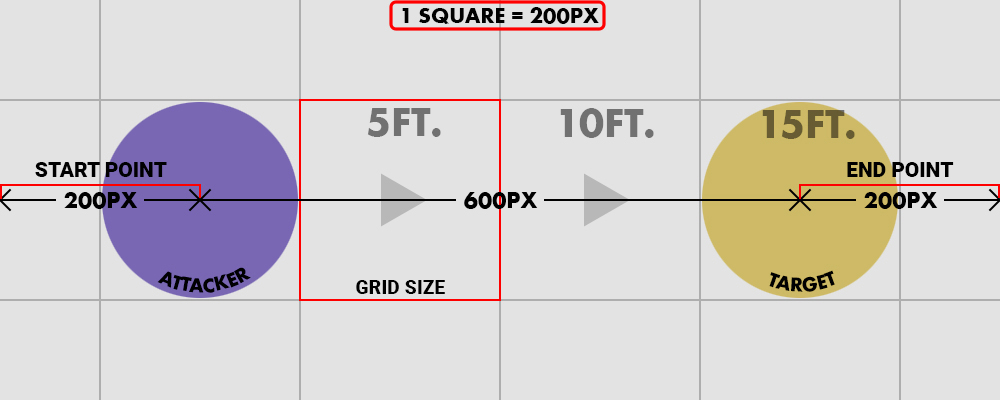 1 SQUARE = 200PX
5FT.
10FT.
15FT.
START POINT
END POINT
200PX
600PX
200PX
ATTACKER
GRID SIZE
TARGET